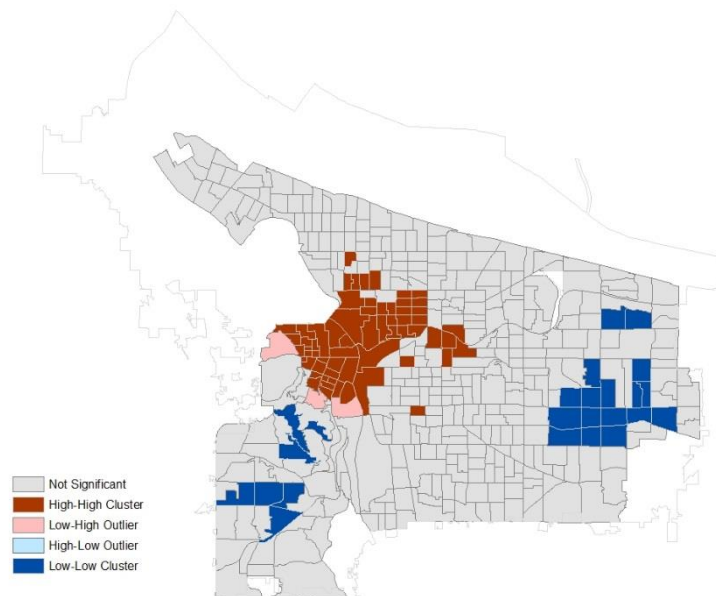 Not Significant
High-High Cluster
Low-High Outlier
High-Low Outlier
Low-Low Cluster